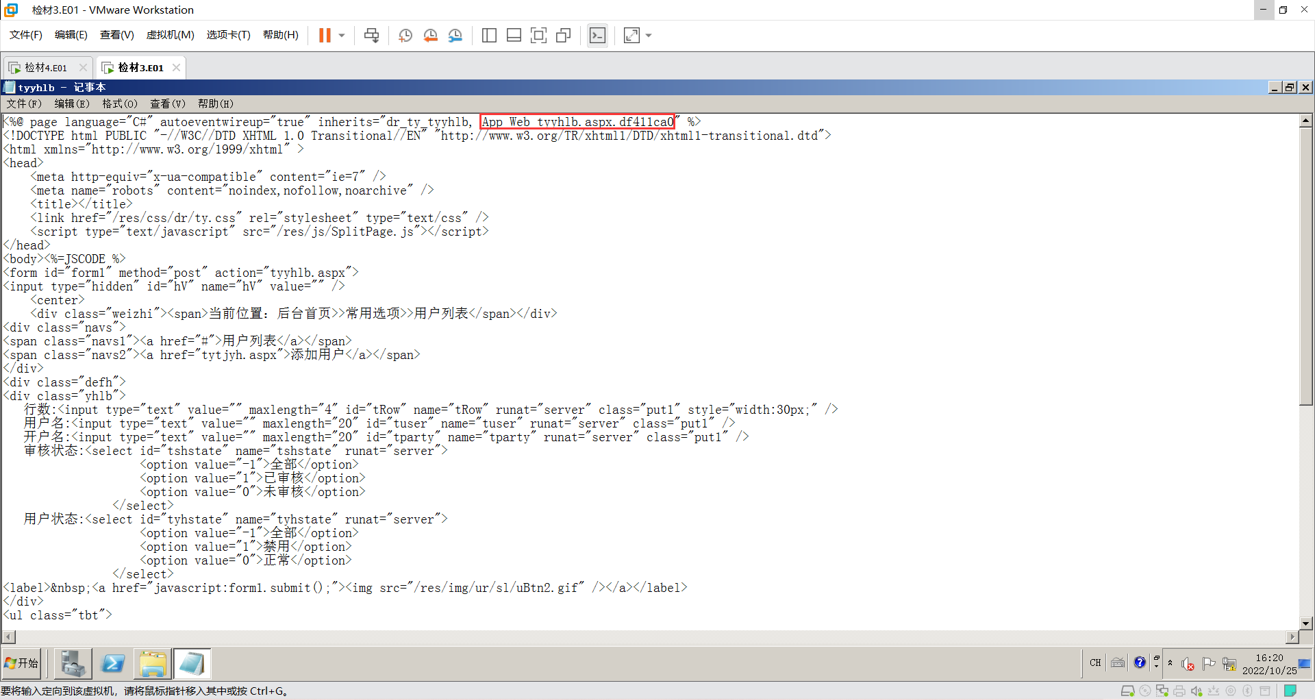 检材3.E01 - VMware Workstation
文件(F) 编辑(E) 查看(V) 虚拟机(M) 选项卡(T) 帮助(H)
检材4.E01 检材3.E01
tyyhlb - 记事本
文件(F) 编辑(E) 格式(O) 查看(V) 帮助(H)
<%@ page language="C#" autoeventwireup="true" inherits="dr_ty_tyyhlb, App_Web_tyyhlb.aspx.df411ca0" %>
<!DOCTYPE html PUBLIC "-//W3C//DTD XHTML 1.0 Transitional//EN" "http://www.w3.org/TR/xhtml1/DTD/xhtml1-transitional.dtd">
<html xmlns="http://www.w3.org/1999/xhtml" >
<head>
<meta http-equiv="x-ua-compatible" content="ie=7" />
<meta name="robots" content="noindex,nofollow,noarchive" />
<title></title>
<link href="/res/css/dr/ty.css" rel="stylesheet" type="text/css" />
<script type="text/javascript" src="/res/js/SplitPage.js"></script>
</head>
<body><%=JSCODE %>
<form id="form1" method="post" action="tyyhlb.aspx">
<input type="hidden" id="hV" name="hV" value="" />
<center>
<div class="weizhi"><span>当前位置：后台首页>>常用选项>>用户列表</span></div>
<div class="navs">
<span class="navs1"><a href="#">用户列表</a></span>
<span class="navs2"><a href="tytjyh.aspx">添加用户</a></span>
</div>
<div class="defh">
<div class="yhlb">
行数:<input type="text" value="" maxlength="4" id="tRow" name="tRow" runat="server" class="put1" style="width:30px;" />
用户名:<input type="text" value="" maxlength="20" id="tuser" name="tuser" runat="server" class="put1" />
开户名:<input type="text" value="" maxlength="20" id="tparty" name="tparty" runat="server" class="put1" />
审核状态:<select id="tshstate" name="tshstate" runat="server">
<option value="-1">全部</option>
<option value="1">已审核</option>
<option value="0">未审核</option>
</select>
用户状态:<select id="tyhstate" name="tyhstate" runat="server">
<option value="-1">全部</option>
<option value="1">禁用</option>
<option value="0">正常</option>
</select>
<label>&nbsp;<a href="javascript:form1.submit();"><img src="/res/img/ur/sl/uBtn2.gif" /></a></label>
</div>
<ul class="tbt">
开始 CH 16:20
2022/10/25
要将输入定向到该虚拟机，请将鼠标指针移入其中或按 Ctrl+G。